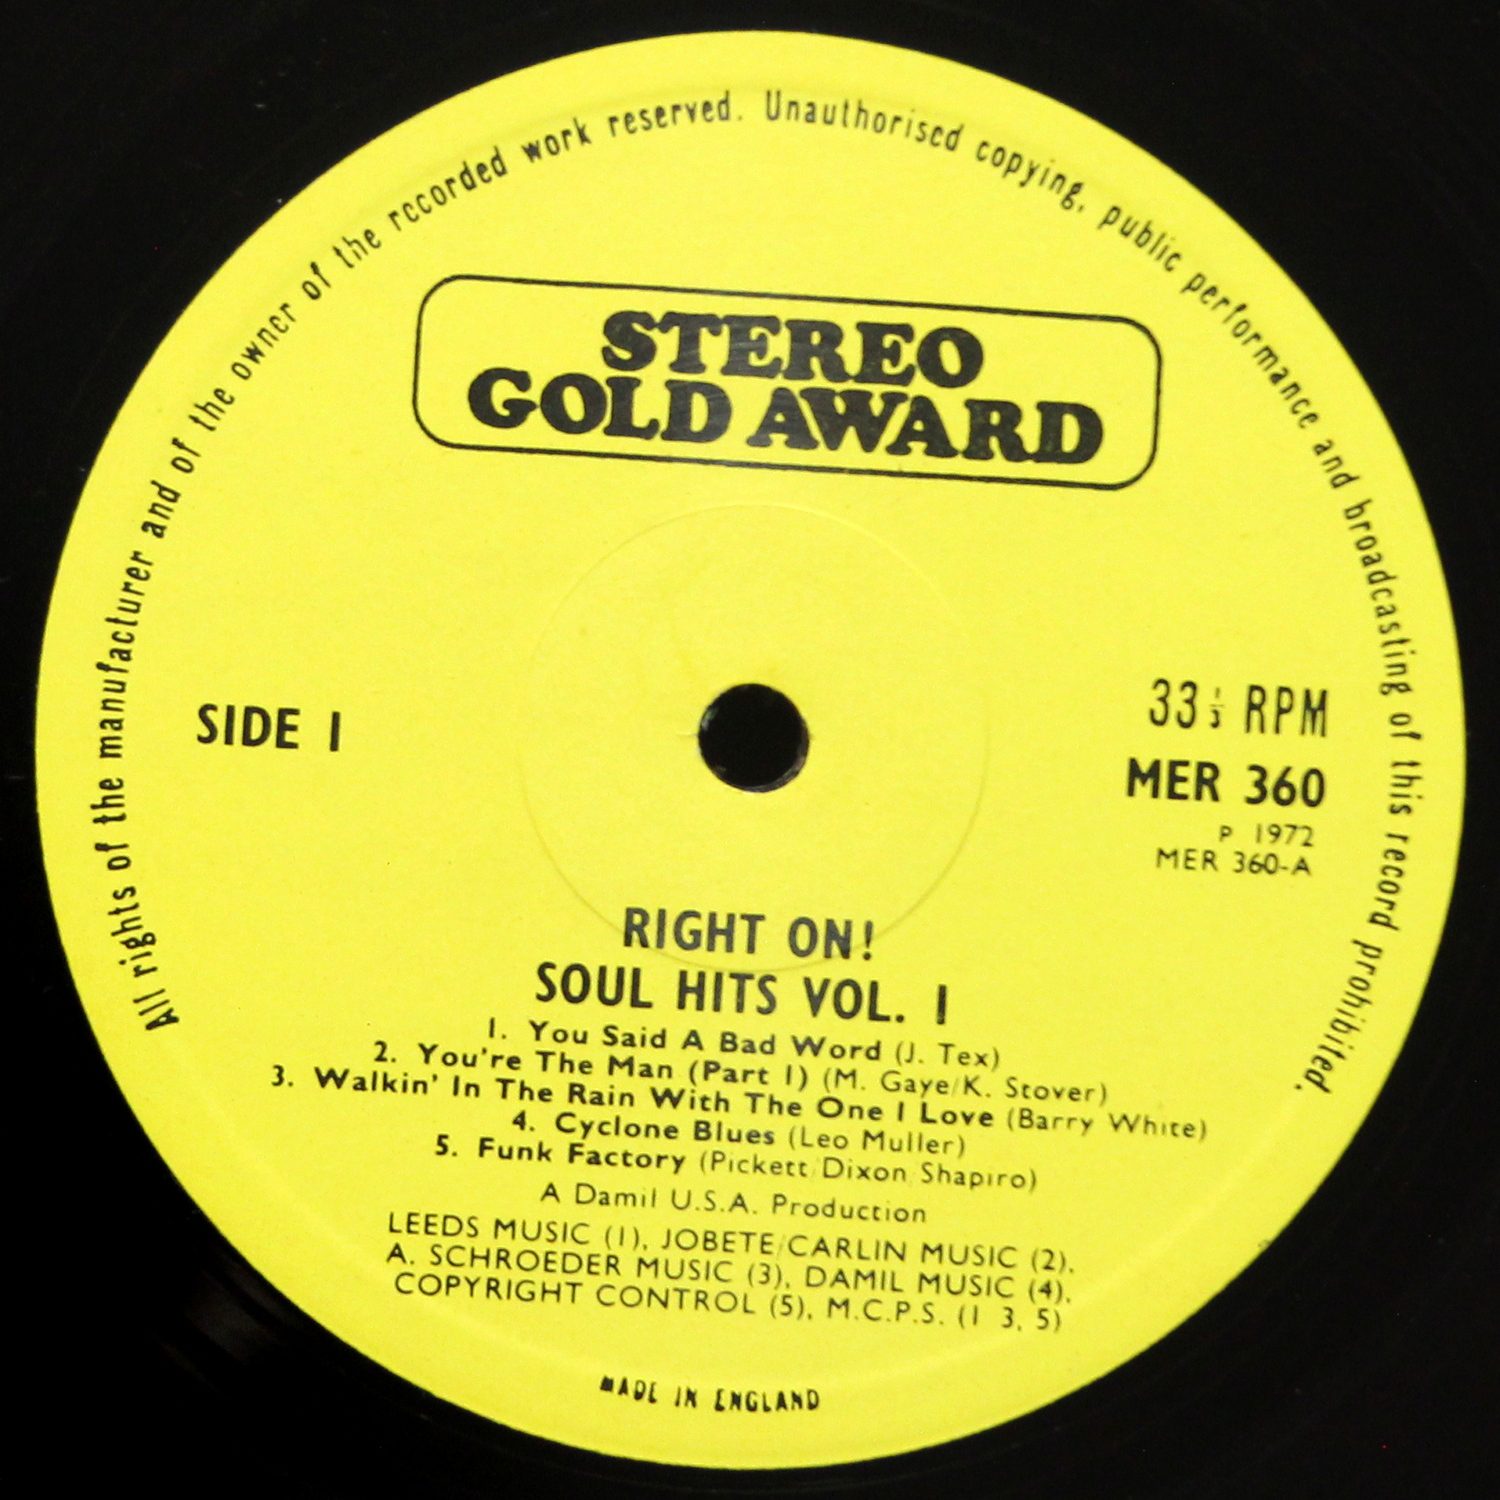 All rights of the manufacturer and of the owner of the recorded work reserved. Unauthorised copying, public performance and broadcasting of this record prohibited.
STEREO
GOLD AWARD
SIDE 1
33 1/3 RPM
MER 360
P 1972
MER 360-A
RIGHT ON!
SOUL HITS VOL. 1
1. You Said A Bad Word (J. Tex)
2. You're The Man (Part 1) (M. Gaye/K. Stover)
3. Walkin' In The Rain With The One I Love (Barry White)
4. Cyclone Blues (Leo Muller)
5. Funk Factory (Pickett/Dixon/Shapiro)
A Damil U.S.A. Production
LEEDS MUSIC (1), JOBETE/CARLIN MUSIC (2),
A. SCHROEDER MUSIC (3), DAMIL MUSIC (4),
COPYRIGHT CONTROL (5), M.C.P.S. (1 3, 5)
MADE IN ENGLAND